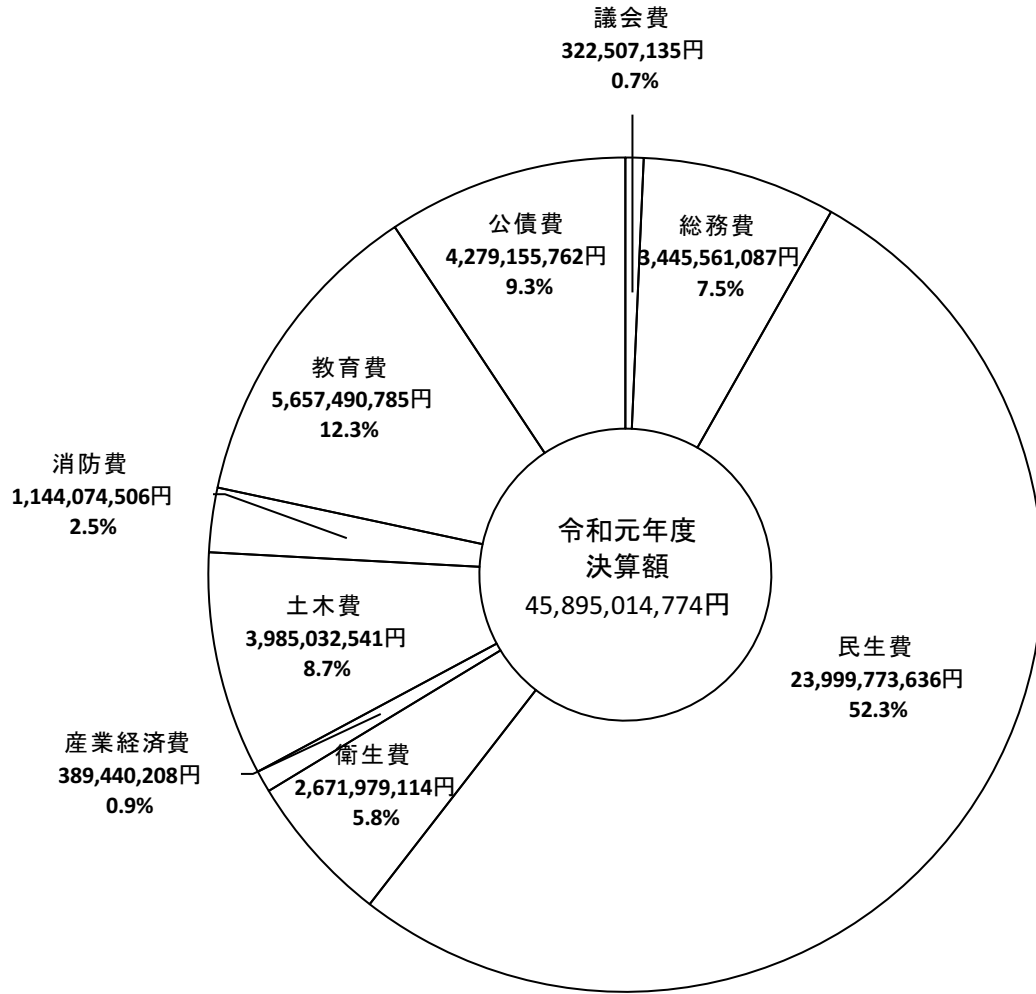 議会費
322,507,135円
0.7%
総務費
3,445,561,087円
7.5%
民生費
23,999,773,636円
52.3%
衛生費
2,671,979,114円
5.8%
産業経済費
389,440,208円
0.9%
土木費
3,985,032,541円
8.7%
消防費
1,144,074,506円
2.5%
教育費
5,657,490,785円
12.3%
公債費
4,279,155,762円
9.3%
令和元年度
決算額
45,895,014,774円